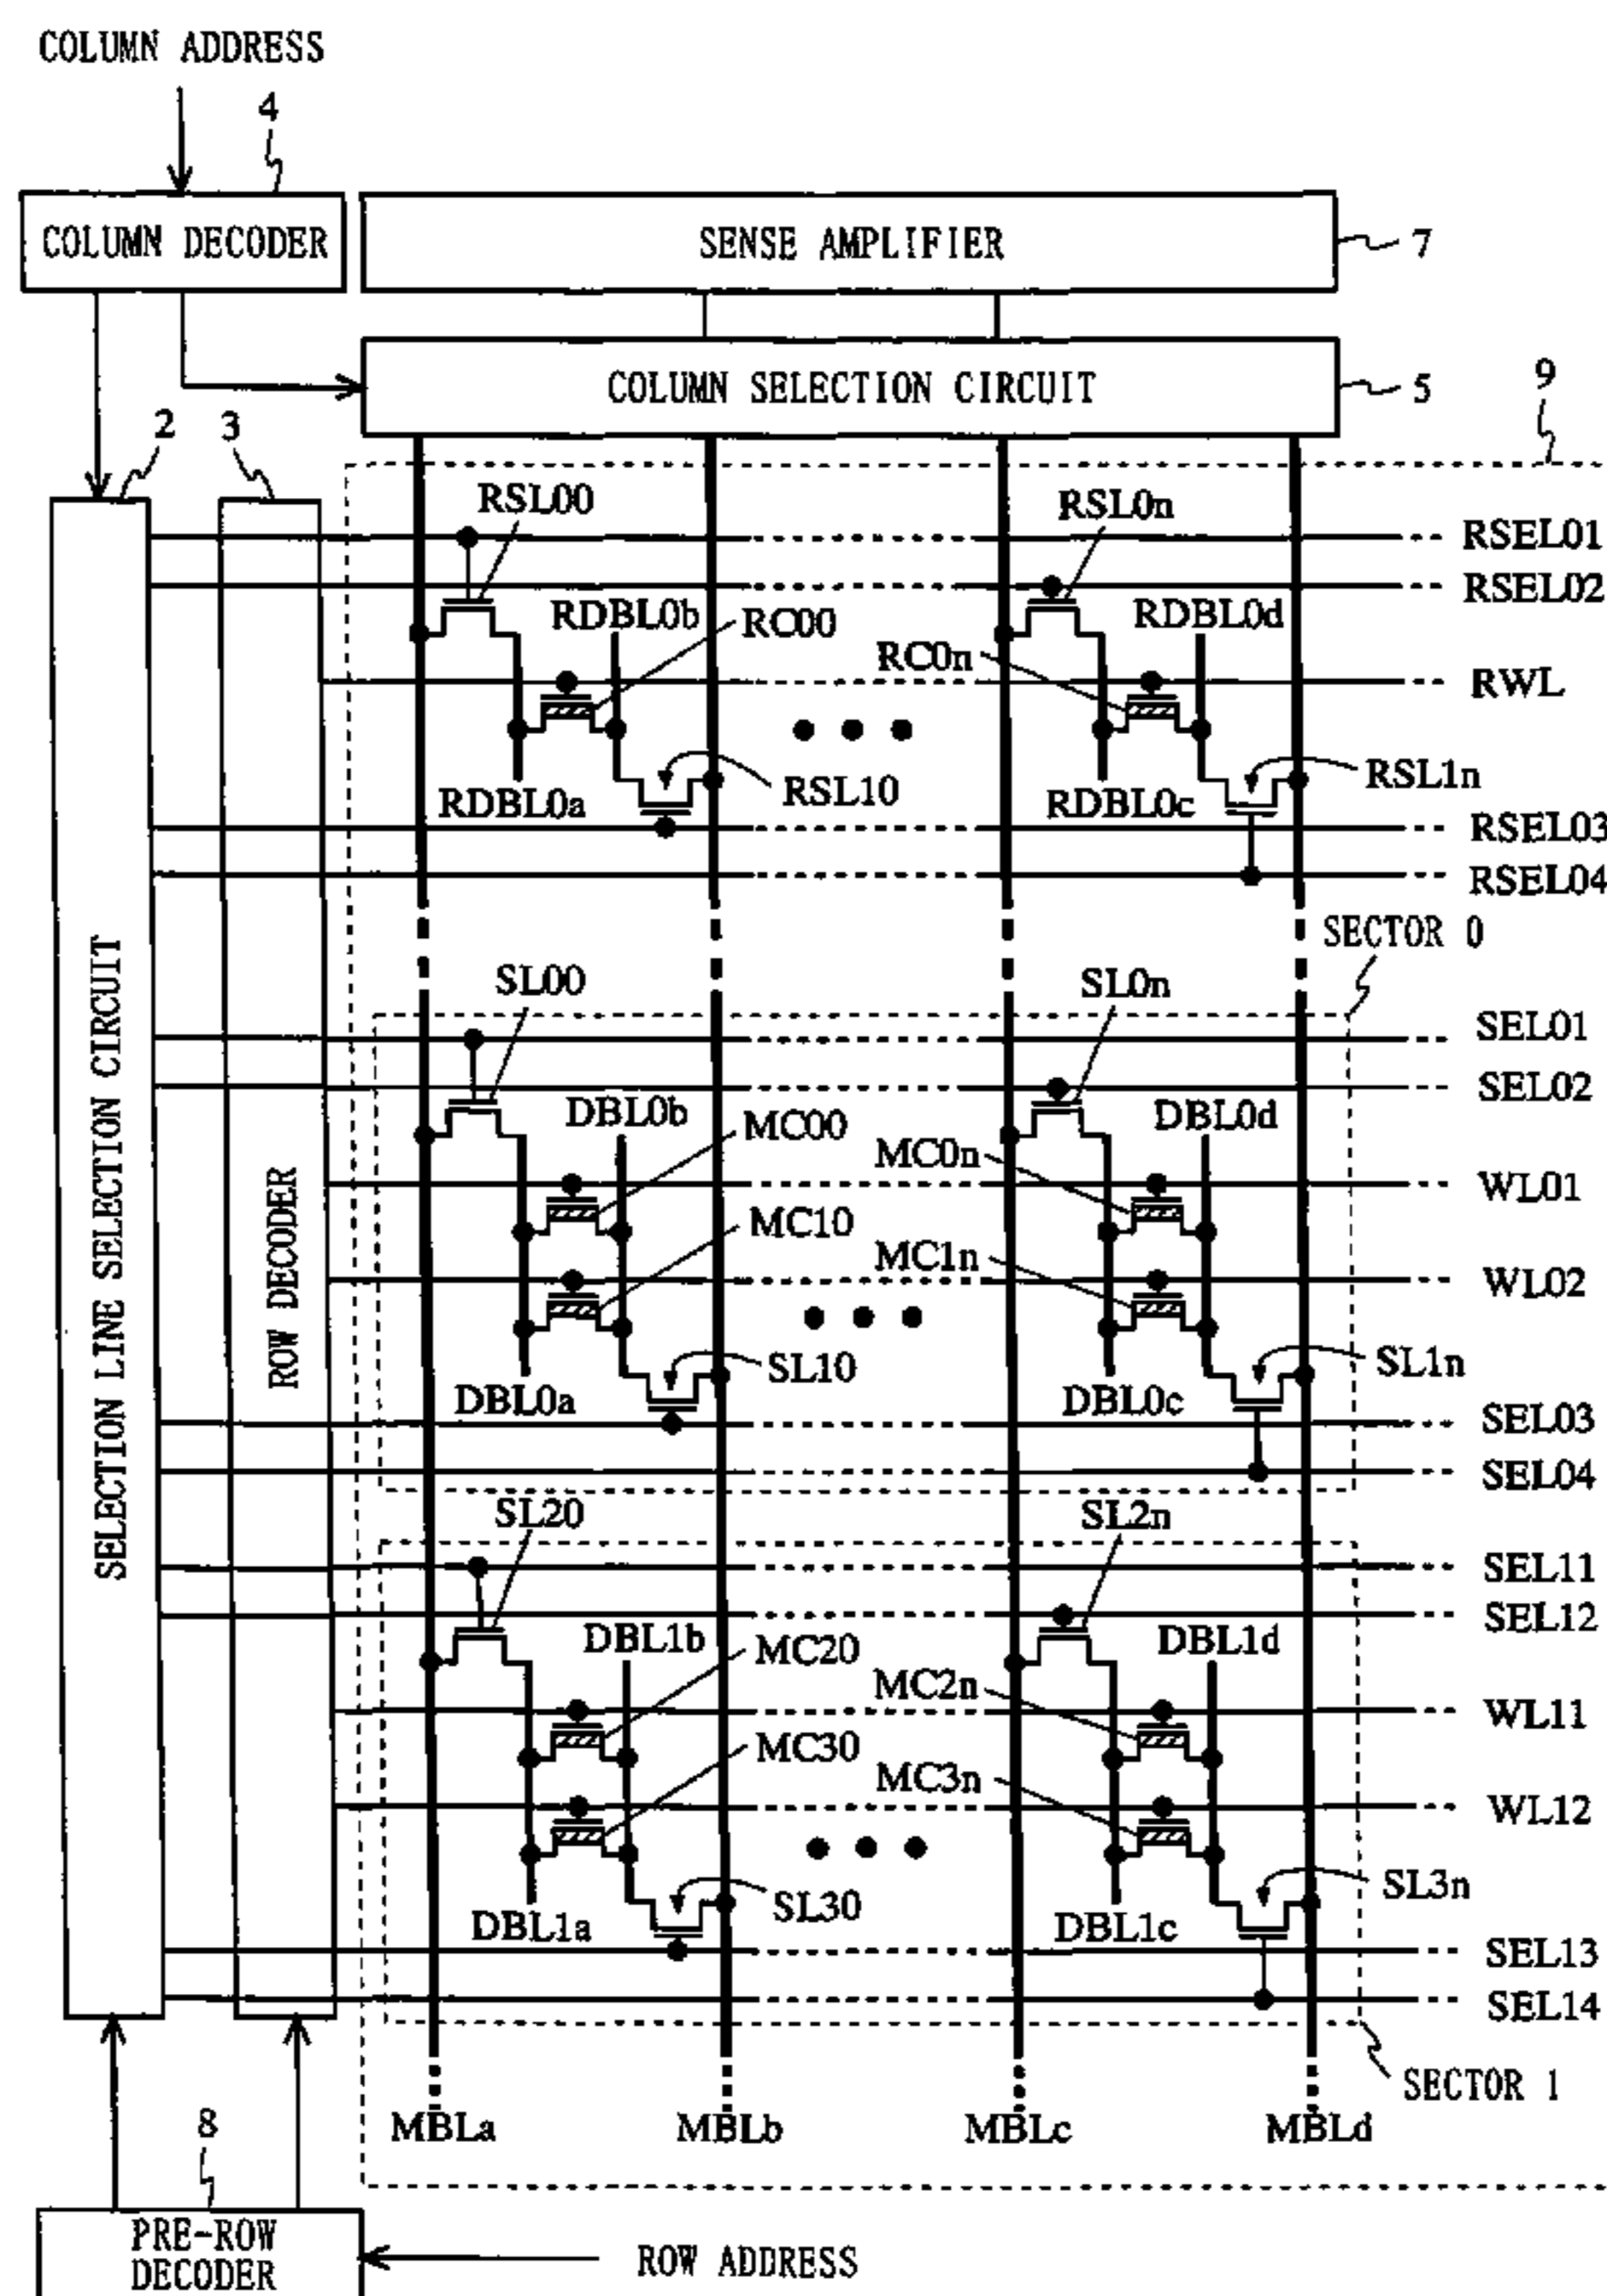 COLUMN ADDRESS
4
COLUMN DECODER
SENSE AMPLIFIER
7
COLUMN SELECTION CIRCUIT
5
9
2
3
RSL00
RSL0n
RSEL01
RSEL02
RDBL0b
RC00
RDBL0d
RC0n
RWL
RDBL0a
RSL10
RDBL0c
RSL1n
RSEL03
RSEL04
SECTOR 0
SELECTION LINE SELECTION CIRCUIT
ROW DECODER
SL00
SL0n
SEL01
SEL02
DBL0b
MC00
DBL0d
MC0n
WL01
MC10
MC1n
WL02
DBL0a
SL10
DBL0c
SL1n
SEL03
SEL04
SL20
SL2n
SEL11
SEL12
DBL1b
MC20
DBL1d
MC2n
WL11
MC30
MC3n
WL12
DBL1a
SL30
DBL1c
SL3n
SEL13
SEL14
SECTOR 1
MBLa
MBLb
MBLc
MBLd
8
PRE-ROW
DECODER
ROW ADDRESS